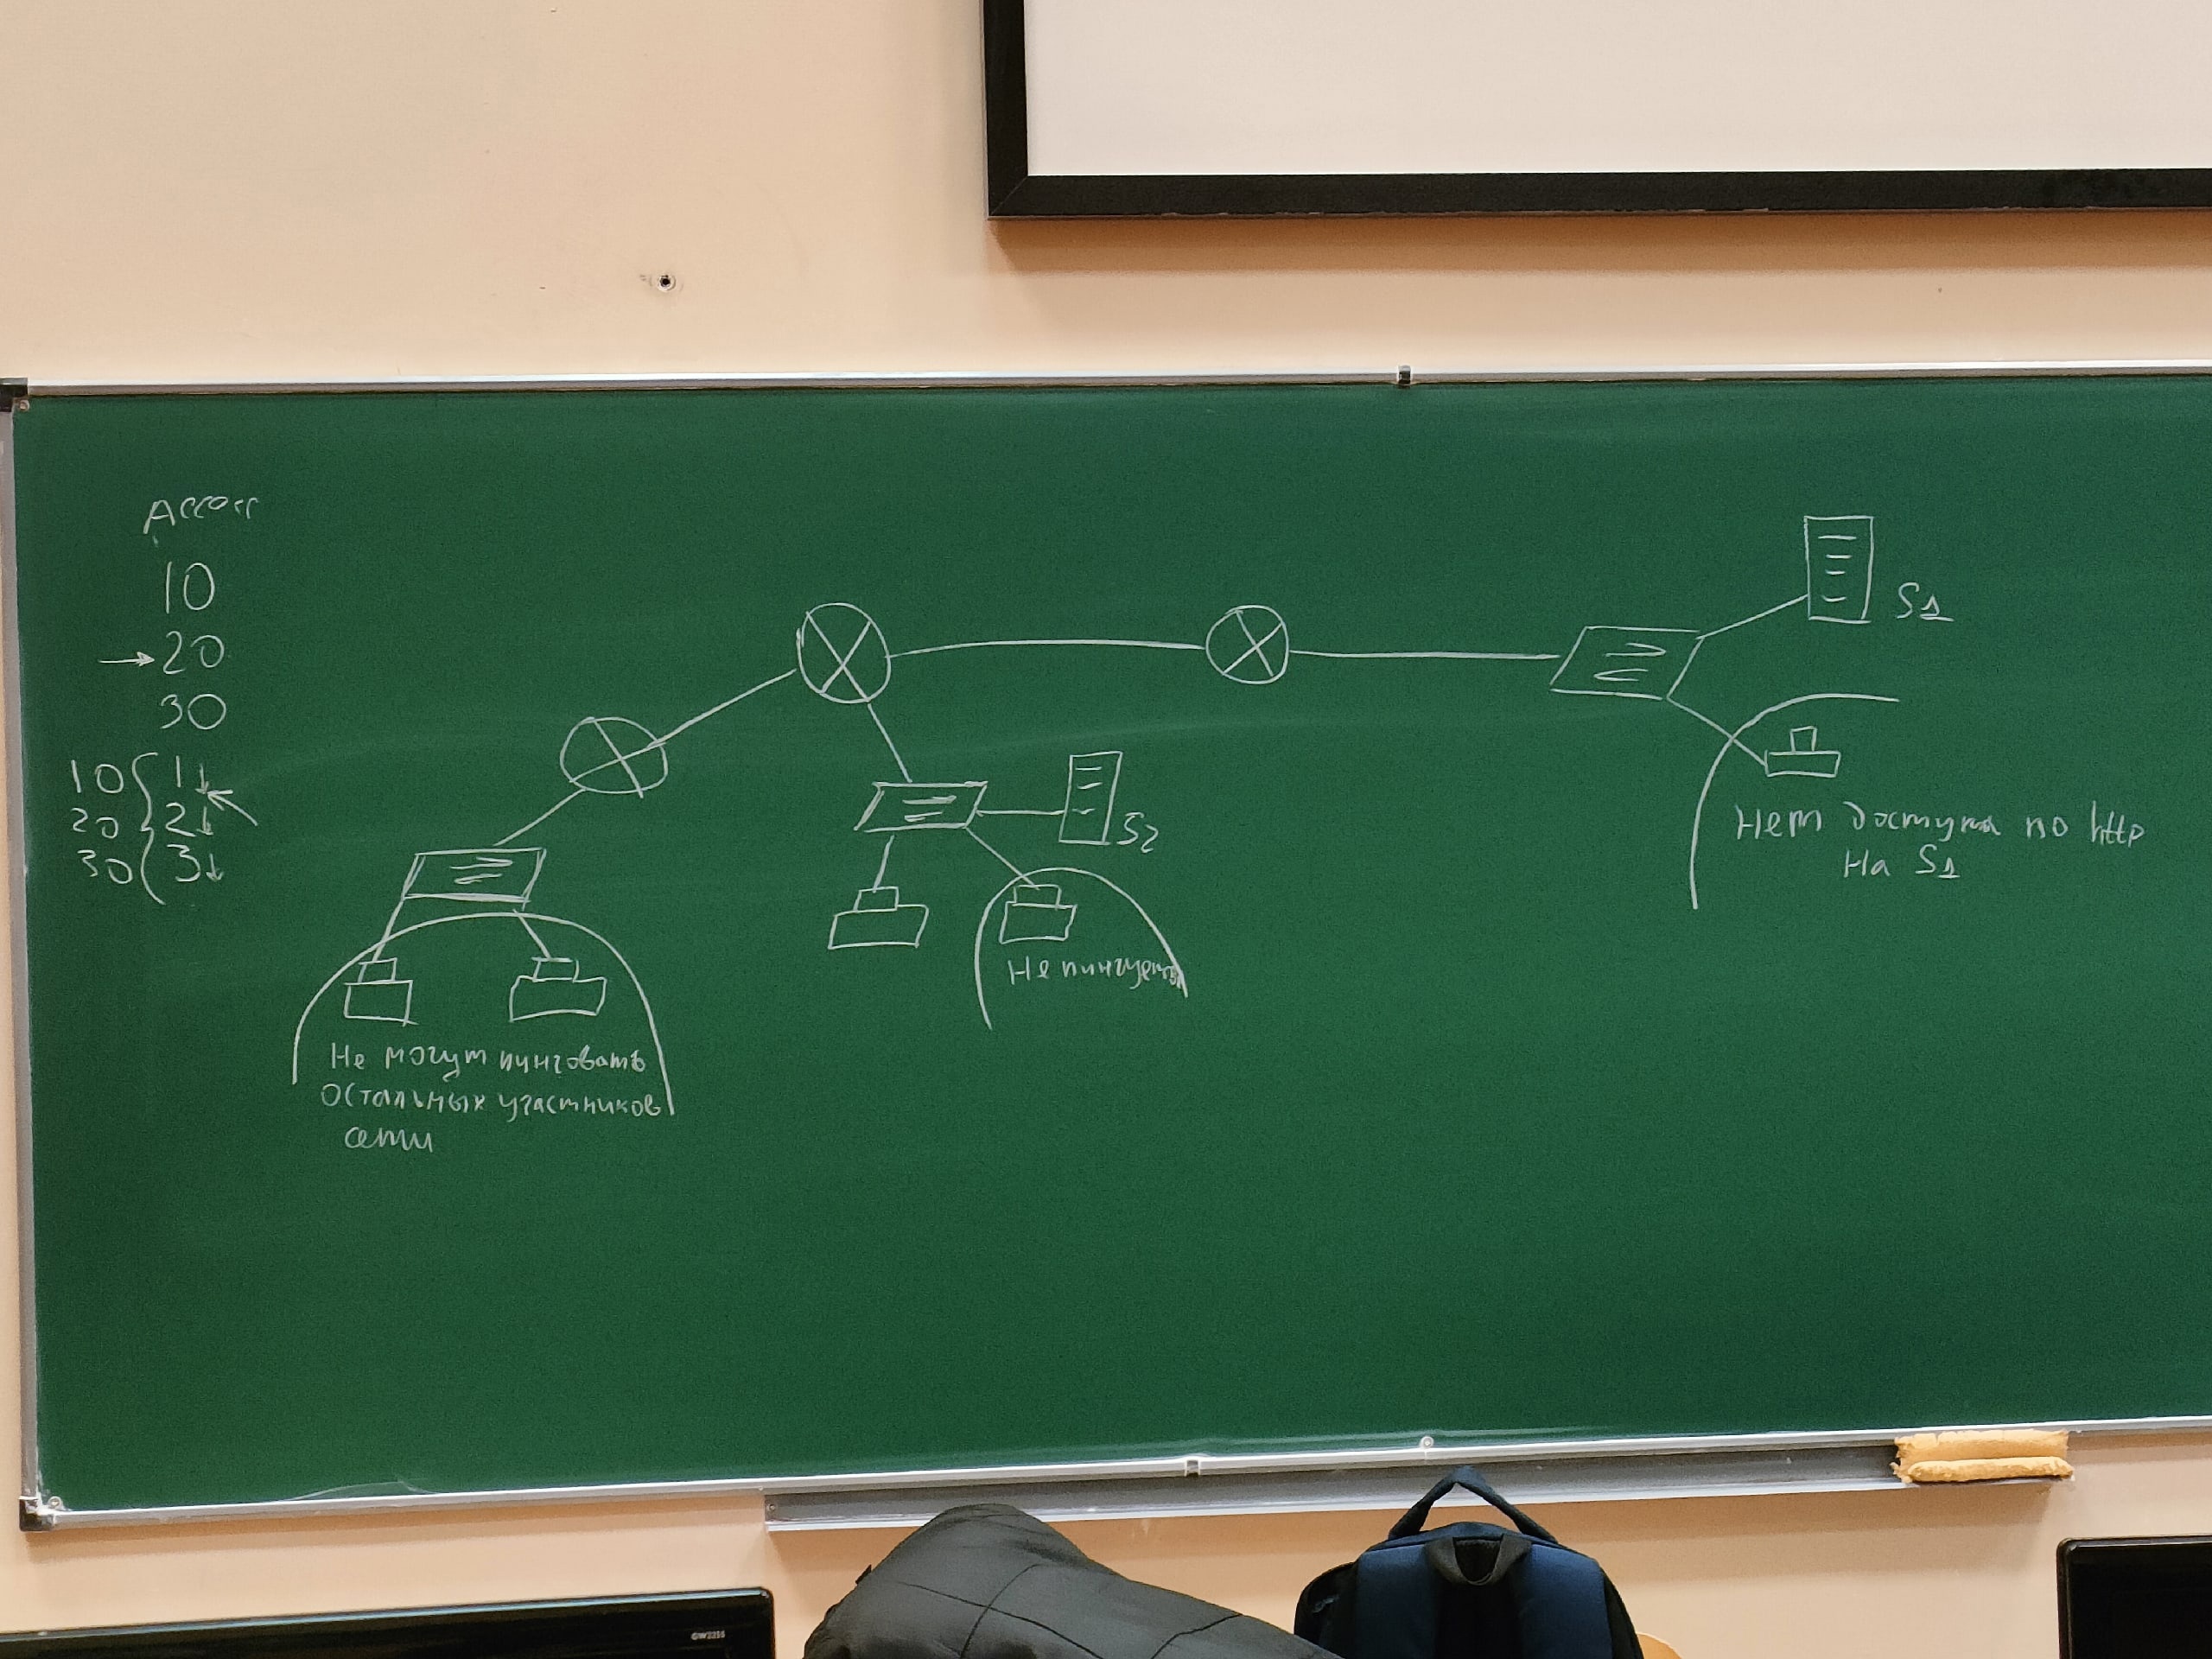 Access
10
→20
30
10 { 1↓
20 { 2↓
30 { 3↓
S1
S2
Нет доступа по http
на S1
Не пингуется
Не могут пинговать
остальных участников
сети
GW2255